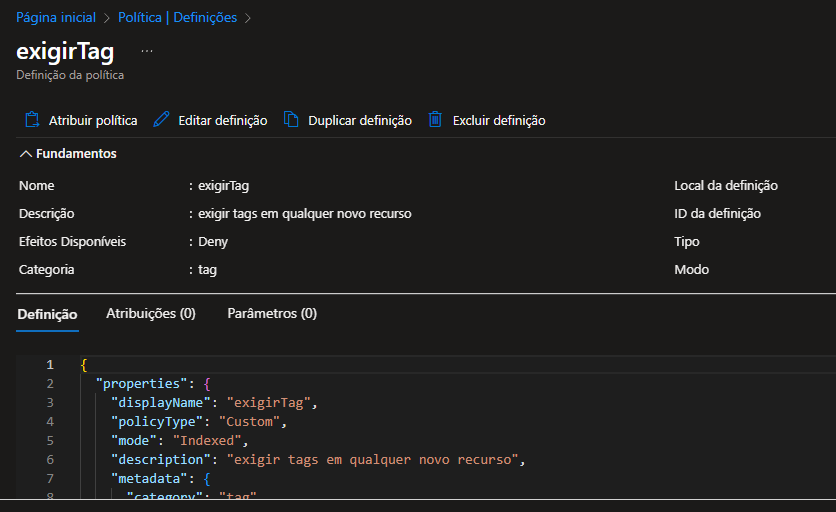 Página inicial > Política | Definições >
exigirTag ...
Definição da política
Atribuir política Editar definição Duplicar definição Excluir definição
Fundamentos
Nome : exigirTag Local da definição
Descrição : exigir tags em qualquer novo recurso ID da definição
Efeitos Disponíveis : Deny Tipo
Categoria : tag Modo
Definição Atribuições (0) Parâmetros (0)
1 {
2 "properties": {
3 "displayName": "exigirTag",
4 "policyType": "Custom",
5 "mode": "Indexed",
6 "description": "exigir tags em qualquer novo recurso",
7 "metadata": {
8 "category": "tag"